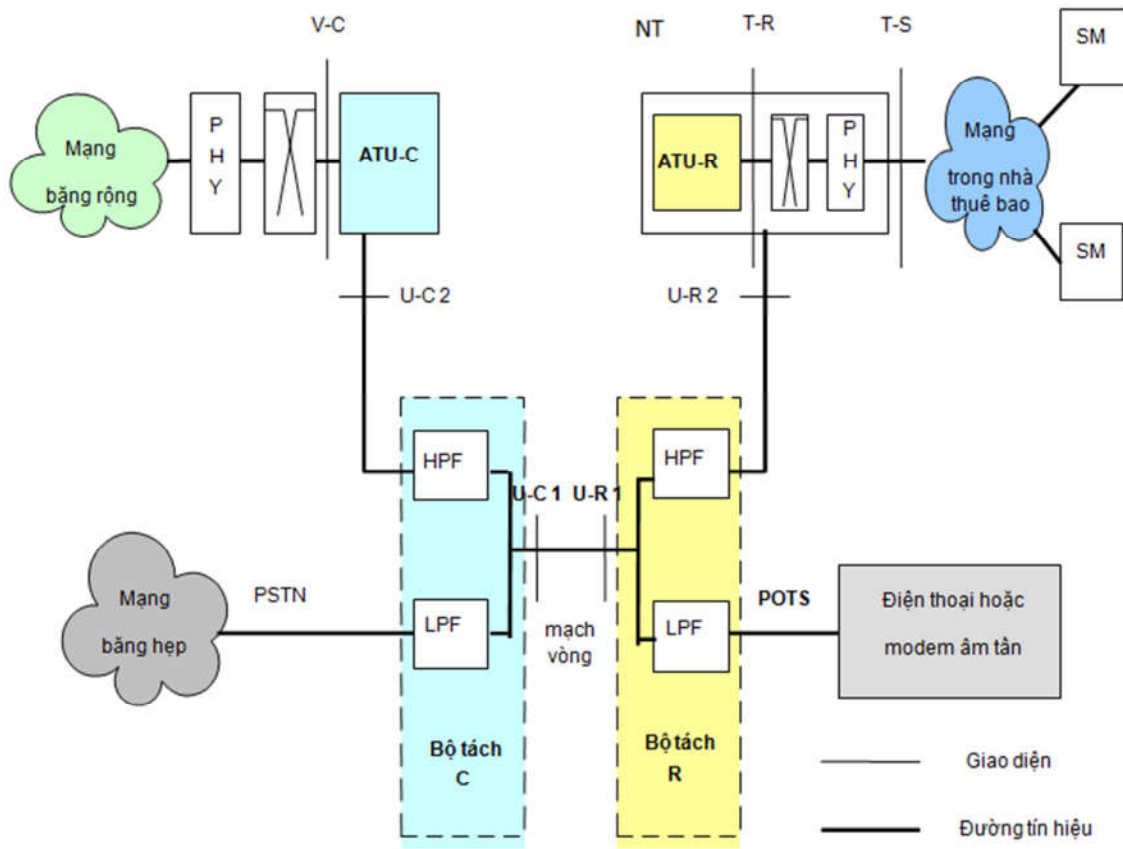 V-C
NT
T-R
T-S
SM
P
H
Y
ATU-C
Mạng
băng rộng
ATU-R
P
H
Y
Mạng
trong nhà
thuê bao
SM
U-C 2
U-R 2
HPF
HPF
U-C 1
U-R 1
Mạng
băng hẹp
PSTN
LPF
mạch
vòng
LPF
POTS
Điện thoại hoặc
modem âm tần
Bộ tách
C
Bộ tách
R
Giao diện
Đường tín hiệu